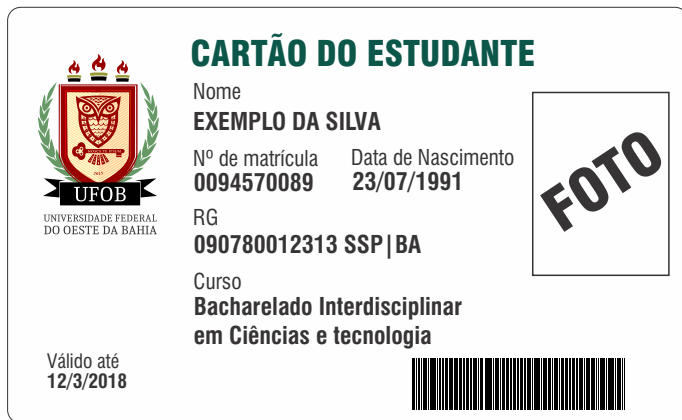 CARTÃO DO ESTUDANTE
Nome
EXEMPLO DA SILVA
Nº de matrícula
0094570089
Data de Nascimento
23/07/1991
RG
090780012313 SSP|BA
Curso
Bacharelado Interdisciplinar
em Ciências e tecnologia
FOTO
2013
UFOB
UNIVERSIDADE FEDERAL
DO OESTE DA BAHIA
Válido até
12/3/2018